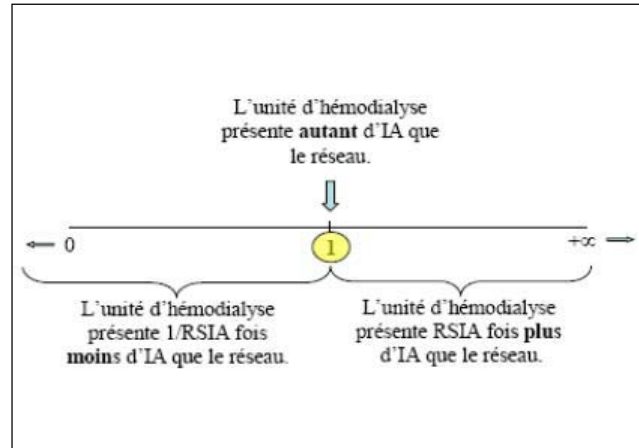 L'unité d'hémodialyse
présente autant d'IA que
le réseau.
0
1
+∞
L'unité d'hémodialyse
présente 1/RSIA fois
moins d'IA que le réseau.
L'unité d'hémodialyse
présente RSIA fois plus
d'IA que le réseau.